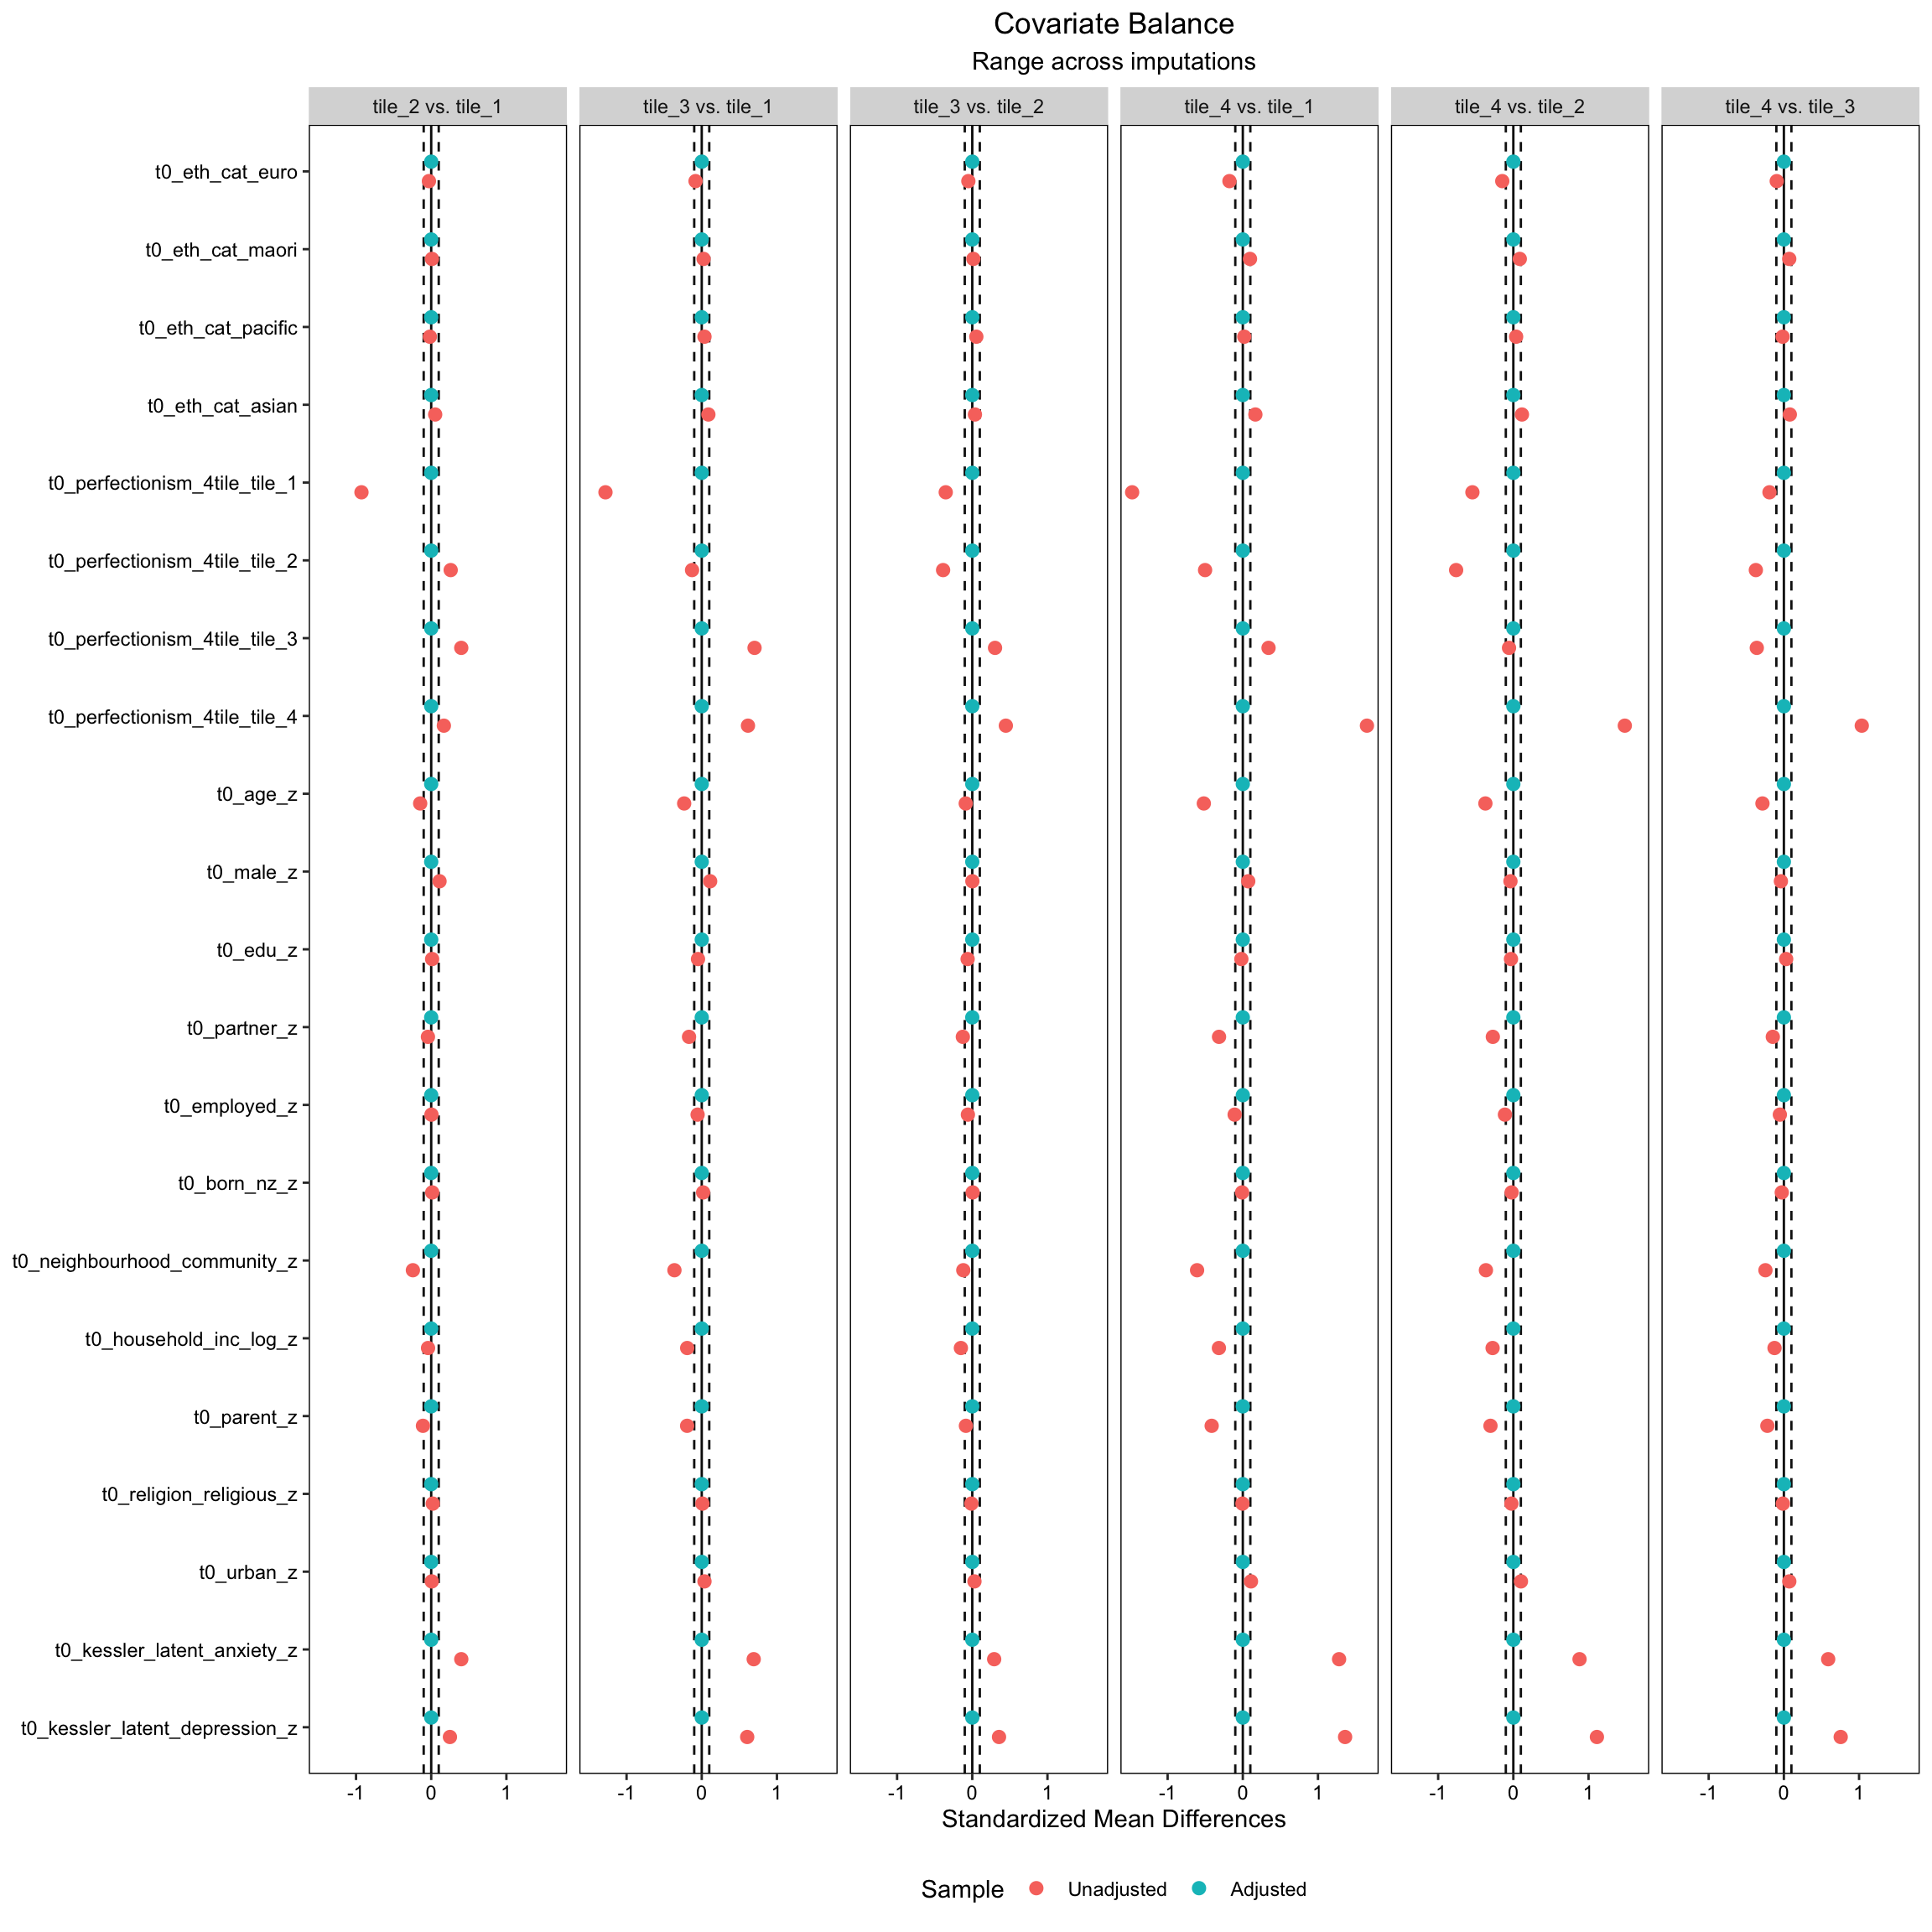 Covariate Balance
Range across imputations
tile_2 vs. tile_1 tile_3 vs. tile_1 tile_3 vs. tile_2 tile_4 vs. tile_1 tile_4 vs. tile_2 tile_4 vs. tile_3
t0_eth_cat_euro
t0_eth_cat_maori
t0_eth_cat_pacific
t0_eth_cat_asian
t0_perfectionism_4tile_tile_1
t0_perfectionism_4tile_tile_2
t0_perfectionism_4tile_tile_3
t0_perfectionism_4tile_tile_4
t0_age_z
t0_male_z
t0_edu_z
t0_partner_z
t0_employed_z
t0_born_nz_z
t0_neighbourhood_community_z
t0_household_inc_log_z
t0_parent_z
t0_religion_religious_z
t0_urban_z
t0_kessler_latent_anxiety_z
t0_kessler_latent_depression_z
-1 0 1 -1 0 1 -1 0 1 -1 0 1 -1 0 1 -1 0 1
Standardized Mean Differences
Sample Unadjusted Adjusted